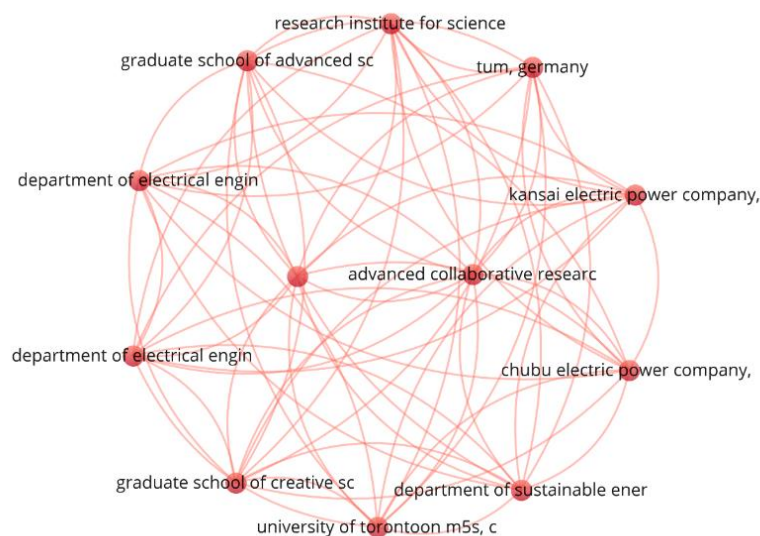 research institute for science
graduate school of advanced sc
tum, germany
department of electrical engin
kansai electric power company,
advanced collaborative researc
department of electrical engin
chubu electric power company,
graduate school of creative sc
department of sustainable ener
university of torontoon m5s, c